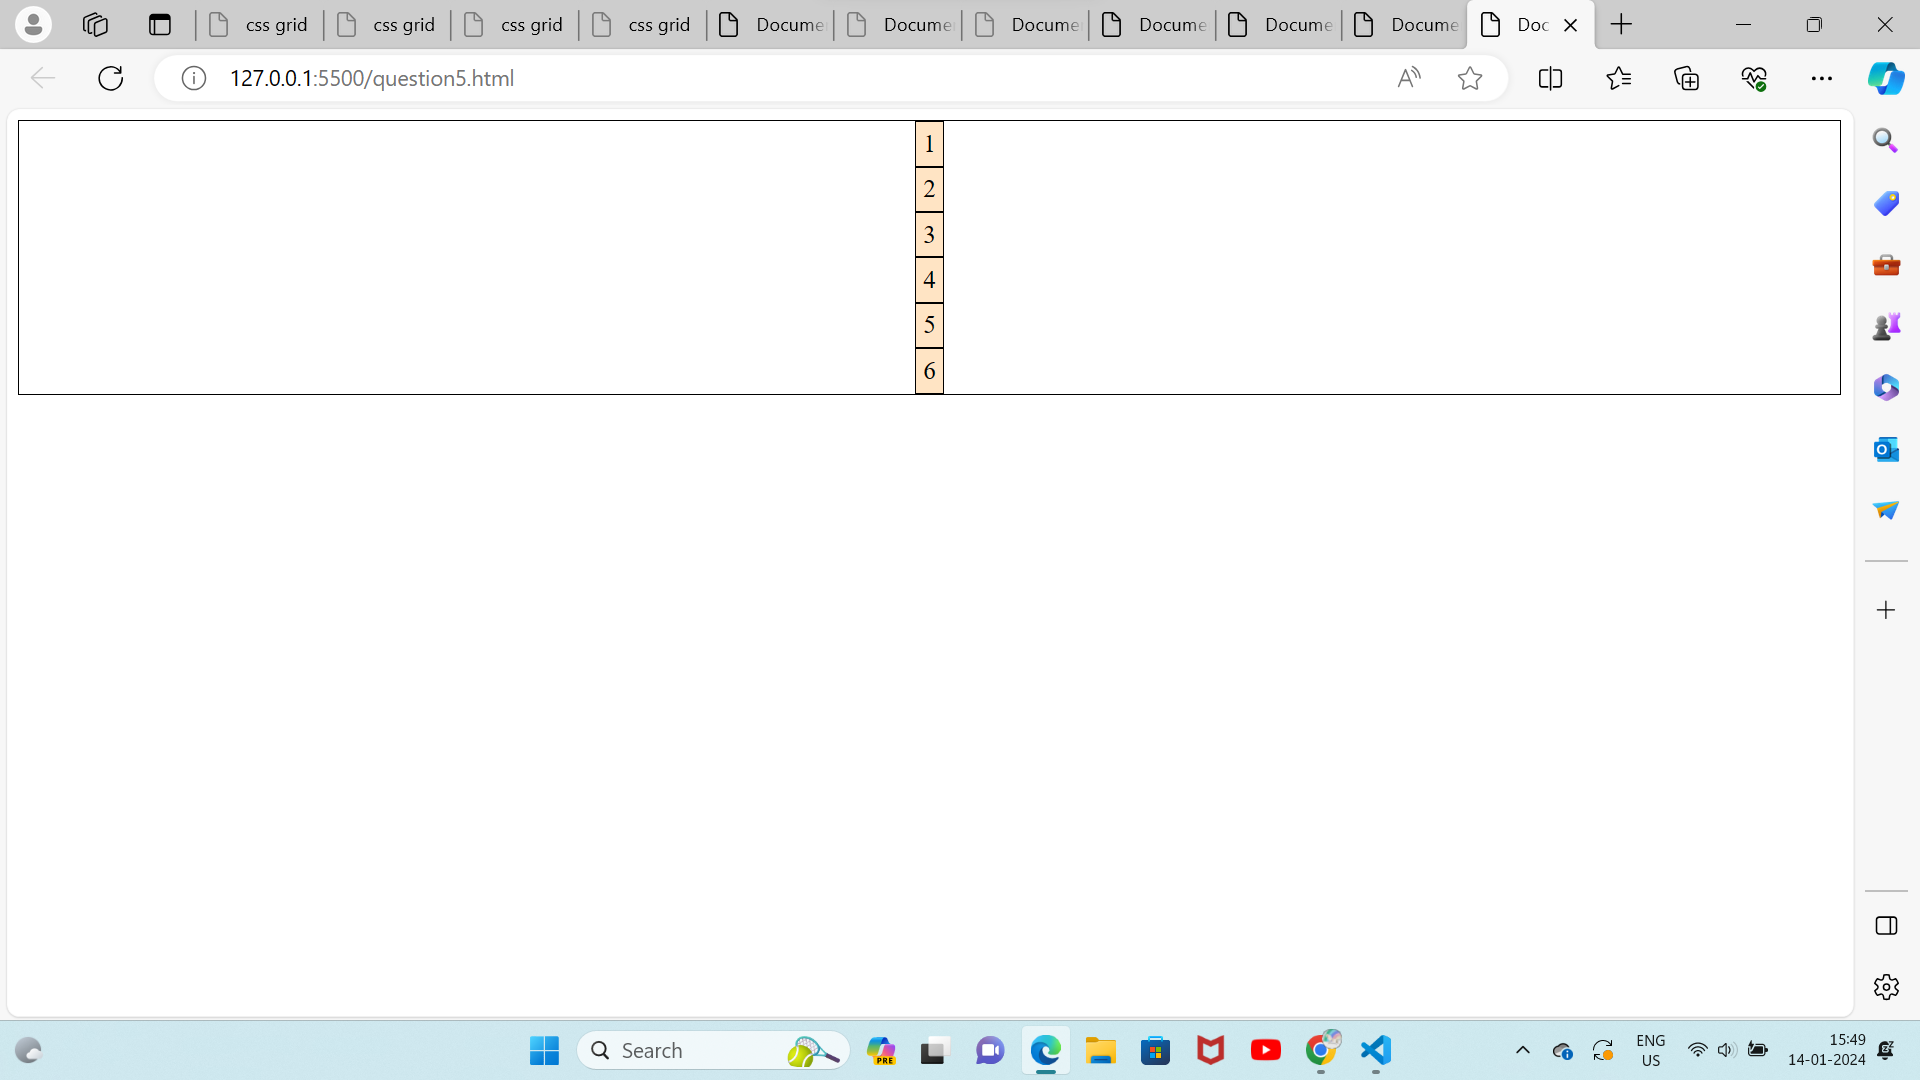 css grid
css grid
css grid
css grid
Docume
Docume
Docume
Docume
Docume
Docume
Doc
127.0.0.1:5500/question5.html
1
2
3
4
5
6
Search
PRE
ENG
US
15:49
14-01-2024